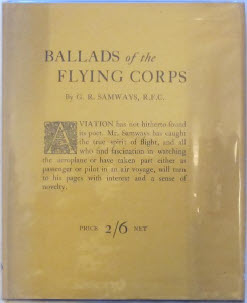 BALLADS of the
FLYING CORPS
By G. R. SAMWAYS, R.F.C.
AVIATION has not hitherto found
its poet. Mr. Samways has caught
the true spirit of flight, and all
who find fascination in watching
the aeroplane or have taken part either as
passenger or pilot in an air voyage, will turn
to his pages with interest and a sense of
novelty.
PRICE 2/6 NET